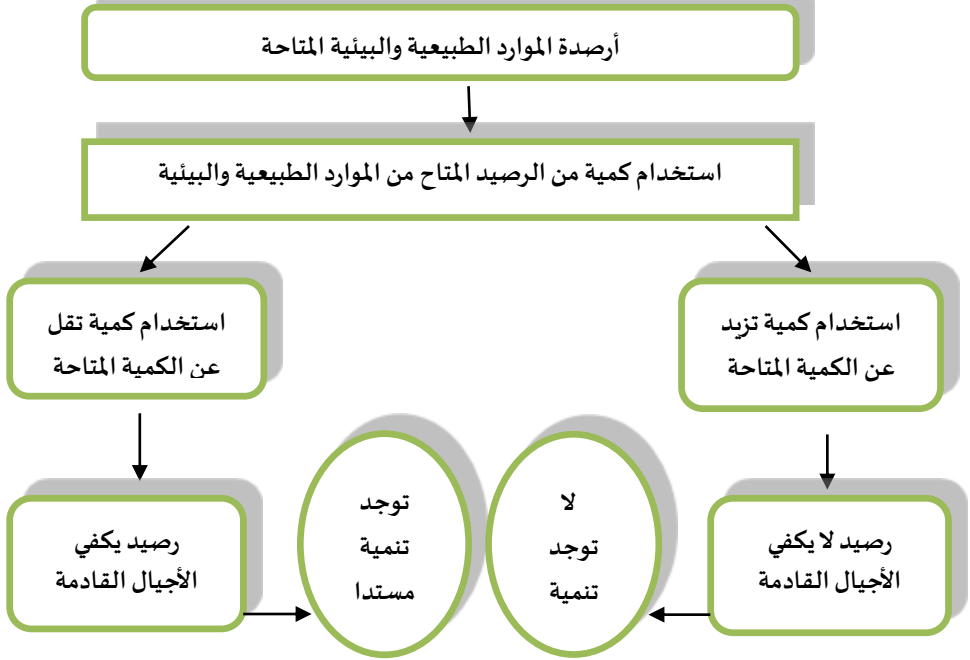 أرصدة الموارد الطبيعية والبيئية المتاحة
استخدام كمية من الرصيد المتاح من الموارد الطبيعية والبيئية
استخدام كمية تزيد
عن الكمية المتاحة
استخدام كمية تقل
عن الكمية المتاحة
رصيد لا يكفي
الأجيال القادمة
لا
توجد
تنمية
توجد
تنمية
مستدا
رصيد يكفي
الأجيال القادمة